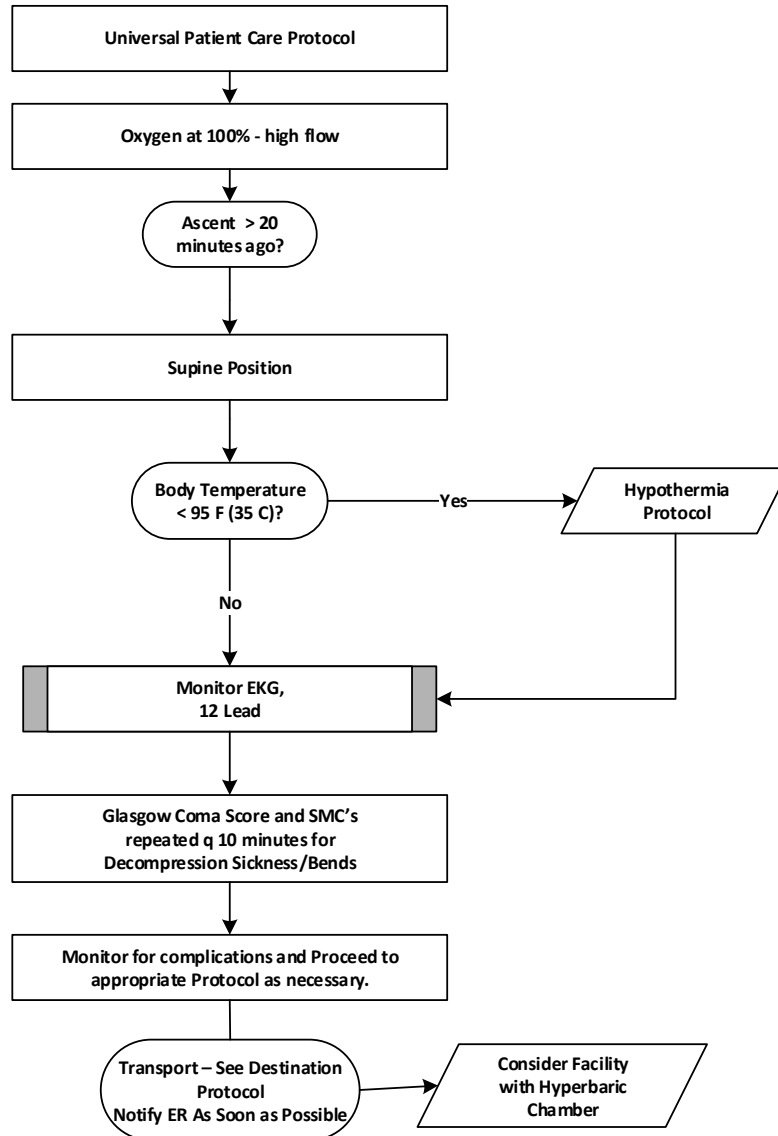 Universal Patient Care Protocol
Oxygen at 100% - high flow
Ascent > 20
minutes ago?
Supine Position
Body Temperature
< 95 F (35 C)?
Yes
Hypothermia
Protocol
No
Monitor EKG,
12 Lead
Glasgow Coma Score and SMC's
repeated q 10 minutes for
Decompression Sickness/Bends
Monitor for complications and Proceed to
appropriate Protocol as necessary.
Transport – See Destination
Protocol
Notify ER As Soon as Possible
Consider Facility
with Hyperbaric
Chamber